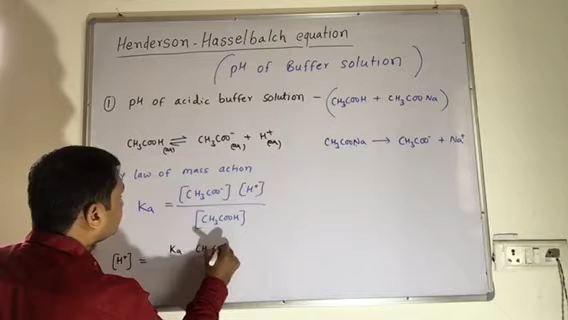 Henderson-Hasselbalch equation
(pH of Buffer solution)
① pH of acidic buffer solution - (CH₃COOH + CH₃COONa)
CH₃COOH(aq) ⇌ CH₃COO⁻(aq) + H⁺(aq) CH₃COONa → CH₃COO⁻ + Na⁺
law of mass action
Ka = [CH₃COO⁻] [H⁺]
[CH₃COOH]
[H⁺] = Ka CH